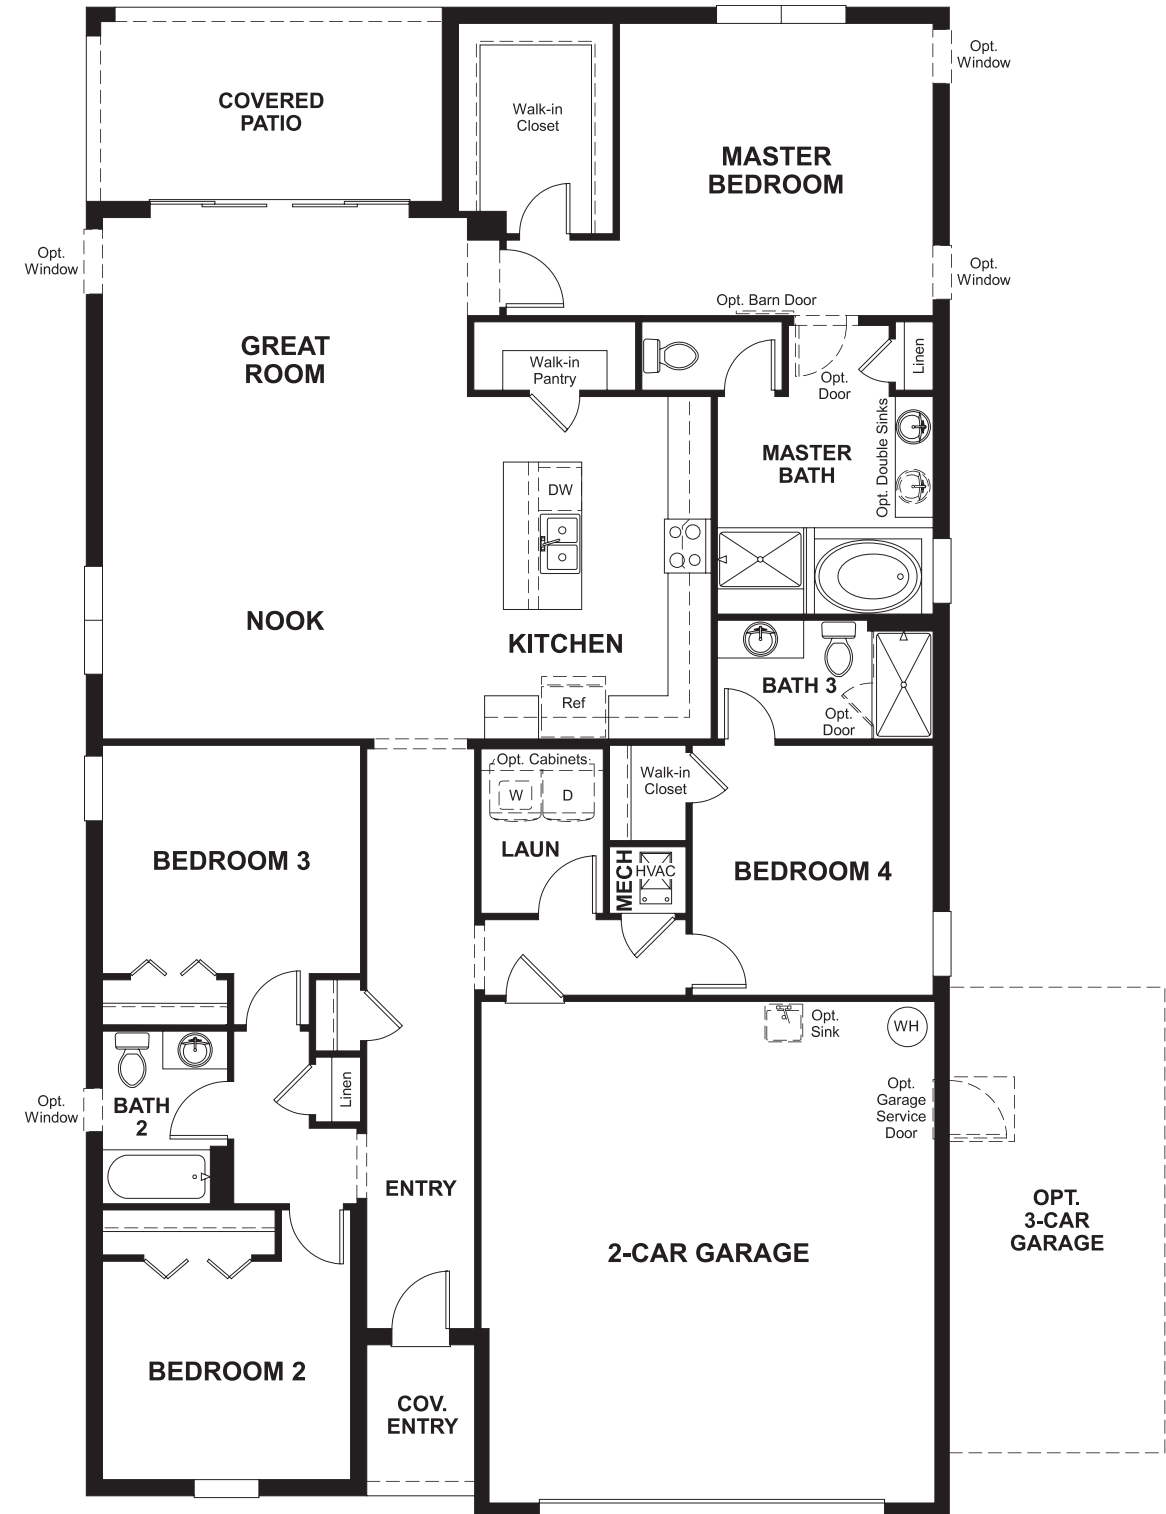 COVERED
PATIO
Walk-in
Closet
MASTER
BEDROOM
Opt.
Window
Opt.
Window
Opt.
Window
Opt. Barn Door
GREAT
ROOM
Walk-in
Pantry
Opt.
Door
Linen
MASTER
BATH
Opt. Double Sinks
DW
NOOK
KITCHEN
Ref
BATH 3
Opt.
Door
Opt. Cabinets
W
D
Walk-in
Closet
LAUN
MECH
HVAC
BEDROOM 3
BEDROOM 4
Opt.
Sink
WH
Opt.
Window
BATH
2
Linen
Opt.
Garage
Service
Door
ENTRY
OPT.
3-CAR
GARAGE
2-CAR GARAGE
BEDROOM 2
COV.
ENTRY